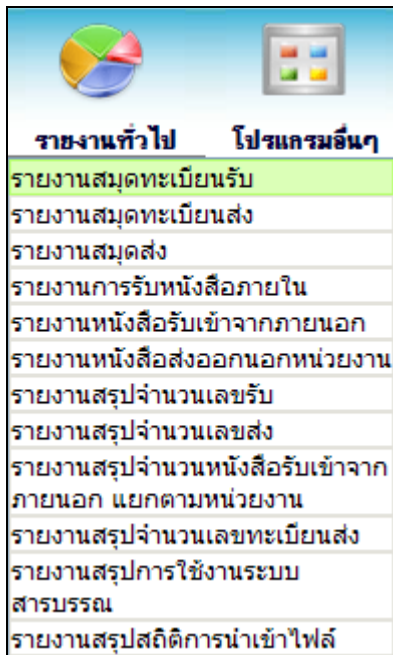 รายงานทั่วไป โปรแกรมอื่นๆ
รายงานสมุดทะเบียนรับ
รายงานสมุดทะเบียนส่ง
รายงานสมุดส่ง
รายงานการรับหนังสือภายใน
รายงานหนังสือรับเข้าจากภายนอก
รายงานหนังสือส่งออกนอกหน่วยงาน
รายงานสรุปจำนวนเลขรับ
รายงานสรุปจำนวนเลขส่ง
รายงานสรุปจำนวนหนังสือรับเข้าจาก
ภายนอก แยกตามหน่วยงาน
รายงานสรุปจำนวนเลขทะเบียนส่ง
รายงานสรุปการใช้งานระบบ
สารบรรณ
รายงานสรุปสถิติการนำเข้าไฟล์